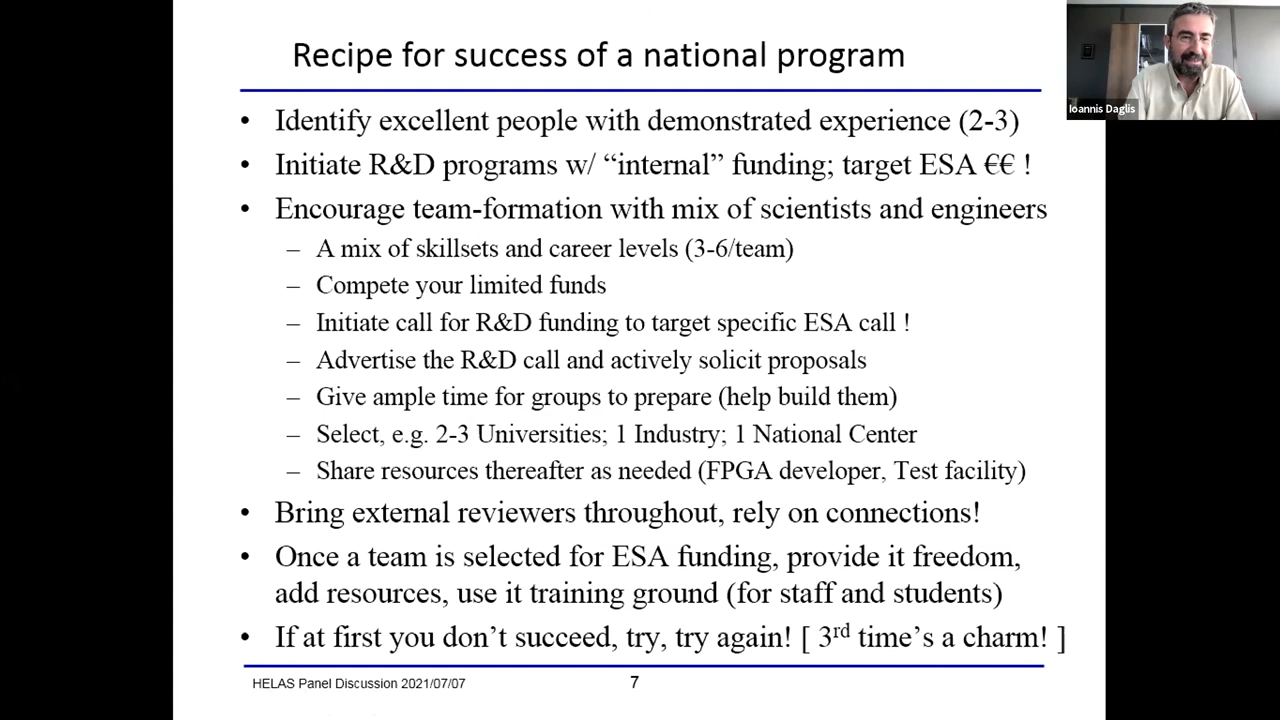 Recipe for success of a national program
• Identify excellent people with demonstrated experience (2-3)
• Initiate R&D programs w/ “internal” funding; target ESA €€ !
• Encourage team-formation with mix of scientists and engineers
– A mix of skillsets and career levels (3-6/team)
– Compete your limited funds
– Initiate call for R&D funding to target specific ESA call !
– Advertise the R&D call and actively solicit proposals
– Give ample time for groups to prepare (help build them)
– Select, e.g. 2-3 Universities; 1 Industry; 1 National Center
– Share resources thereafter as needed (FPGA developer, Test facility)
• Bring external reviewers throughout, rely on connections!
• Once a team is selected for ESA funding, provide it freedom,
add resources, use it training ground (for staff and students)
• If at first you don’t succeed, try, try again! [ 3rd time’s a charm! ]
HELAS Panel Discussion 2021/07/07
7
Ioannis Daglis